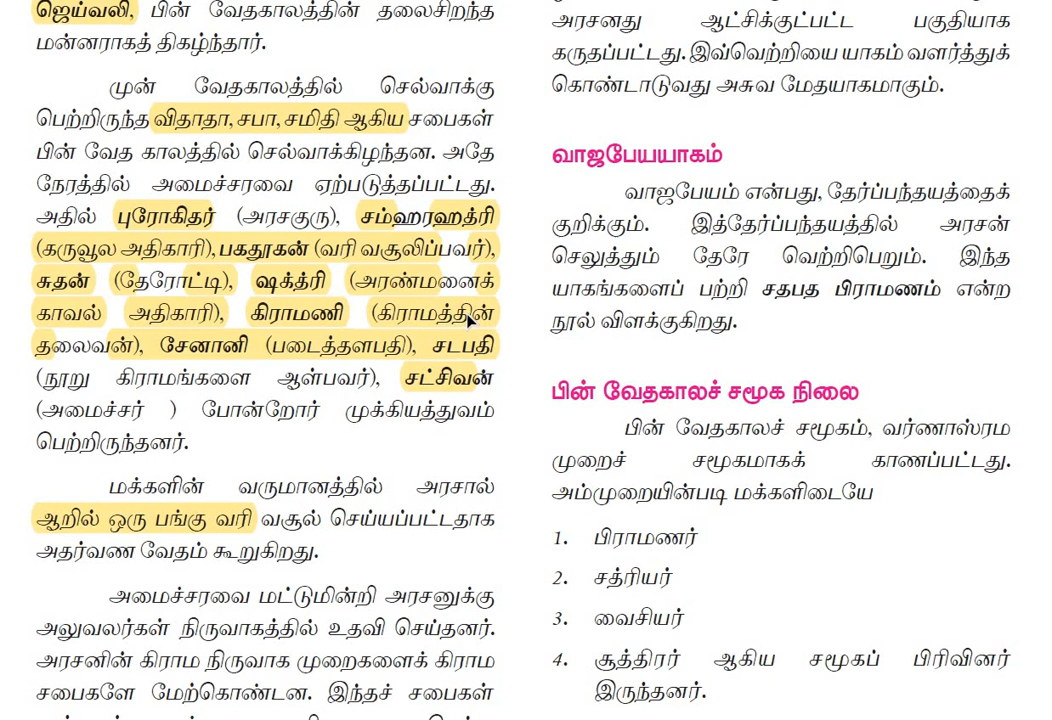 ஜெய்வலி, பின் வேதகாலத்தின் தலைசிறந்த
மன்னராகத் திகழ்ந்தார்.
முன் வேதகாலத்தில் செல்வாக்கு
பெற்றிருந்த விதாதா, சபா, சமிதி ஆகிய சபைகள்
பின் வேத காலத்தில் செல்வாக்கிழந்தன. அதே
நேரத்தில் அமைச்சரவை ஏற்படுத்தப்பட்டது.
அதில் புரோகிதர் (அரசகுரு), சம்ஹரஹத்ரி
(கருவூல அதிகாரி), பகதூகன் (வரி வசூலிப்பவர்),
சுதன் (தேரோட்டி), ஷக்த்ரி (அரண்மனைக்
காவல் அதிகாரி), கிராமணி (கிராமத்தின்
தலைவன்), சேனானி (படைத்தளபதி), சடபதி
(நூறு கிராமங்களை ஆள்பவர்), சட்சிவன்
(அமைச்சர் ) போன்றோர் முக்கியத்துவம்
பெற்றிருந்தனர்.
மக்களின் வருமானத்தில் அரசால்
ஆறில் ஒரு பங்கு வரி வசூல் செய்யப்பட்டதாக
அதர்வண வேதம் கூறுகிறது.
அமைச்சரவை மட்டுமின்றி அரசனுக்கு
அலுவலர்கள் நிருவாகத்தில் உதவி செய்தனர்.
அரசனின் கிராம நிருவாக முறைகளைக் கிராம
சபைகளே மேற்கொண்டன. இந்தச் சபைகள்
அரசனது ஆட்சிக்குட்பட்ட பகுதியாக
கருதப்பட்டது. இவ்வெற்றியை யாகம் வளர்த்துக்
கொண்டாடுவது அசுவ மேதயாகமாகும்.
வாஜபேயயாகம்
வாஜபேயம் என்பது, தேர்ப்பந்தயத்தைக்
குறிக்கும். இத்தேர்ப்பந்தயத்தில் அரசன்
செலுத்தும் தேரே வெற்றிபெறும். இந்த
யாகங்களைப் பற்றி சதபத பிராமணம் என்ற
நூல் விளக்குகிறது.
பின் வேதகாலச் சமூக நிலை
பின் வேதகாலச் சமூகம், வர்ணாஸ்ரம
முறைச் சமூகமாகக் காணப்பட்டது.
அம்முறையின்படி மக்களிடையே
1. பிராமணர்
2. சத்ரியர்
3. வைசியர்
4. சூத்திரர் ஆகிய சமூகப் பிரிவினர்
இருந்தனர்.